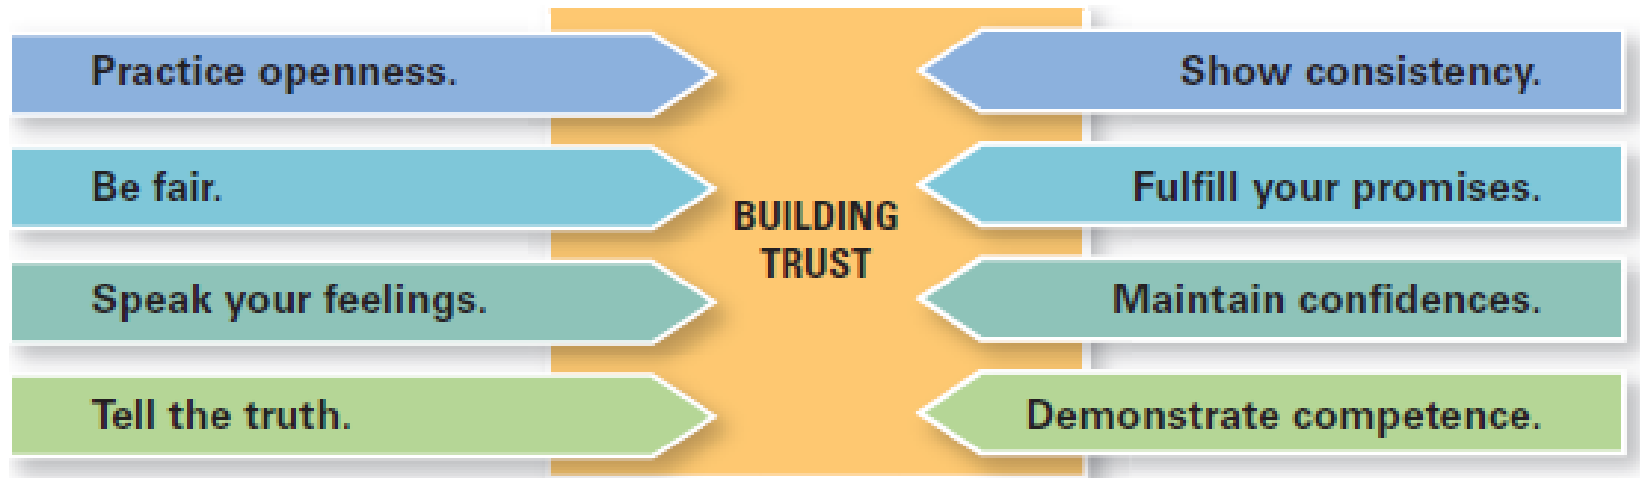 Practice openness.
Be fair.
Speak your feelings.
Tell the truth.
BUILDING
TRUST
Show consistency.
Fulfill your promises.
Maintain confidences.
Demonstrate competence.